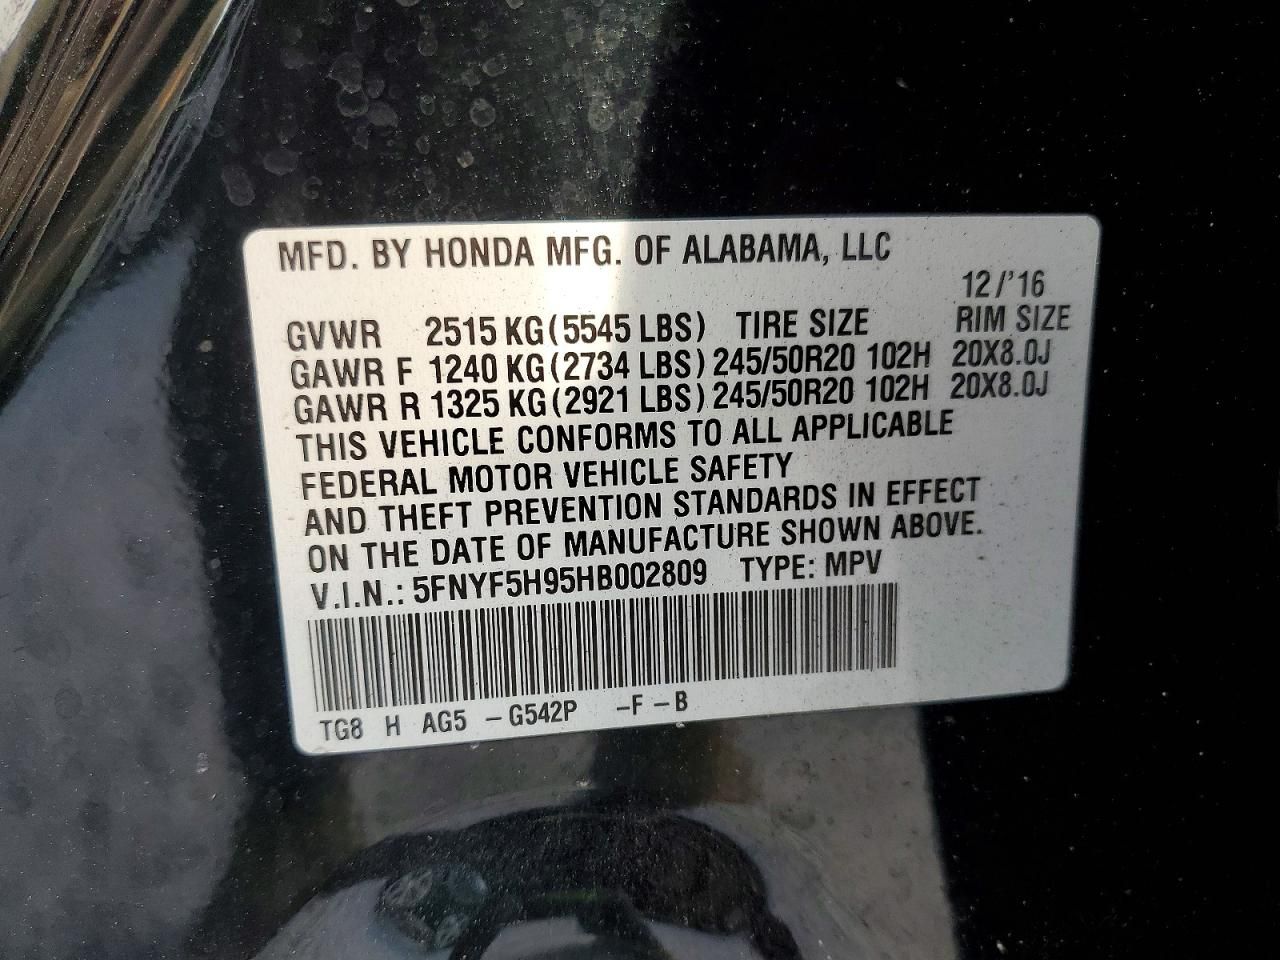 MFD. BY HONDA MFG. OF ALABAMA, LLC
12/'16
GVWR 2515 KG(5545 LBS) TIRE SIZE RIM SIZE
GAWR F 1240 KG(2734 LBS) 245/50R20 102H 20X8.0J
GAWR R 1325 KG(2921 LBS) 245/50R20 102H 20X8.0J
THIS VEHICLE CONFORMS TO ALL APPLICABLE
FEDERAL MOTOR VEHICLE SAFETY
AND THEFT PREVENTION STANDARDS IN EFFECT
ON THE DATE OF MANUFACTURE SHOWN ABOVE.
V.I.N.: 5FNYF5H95HB002809 TYPE: MPV
TG8 H AG5 -G542P -F-B